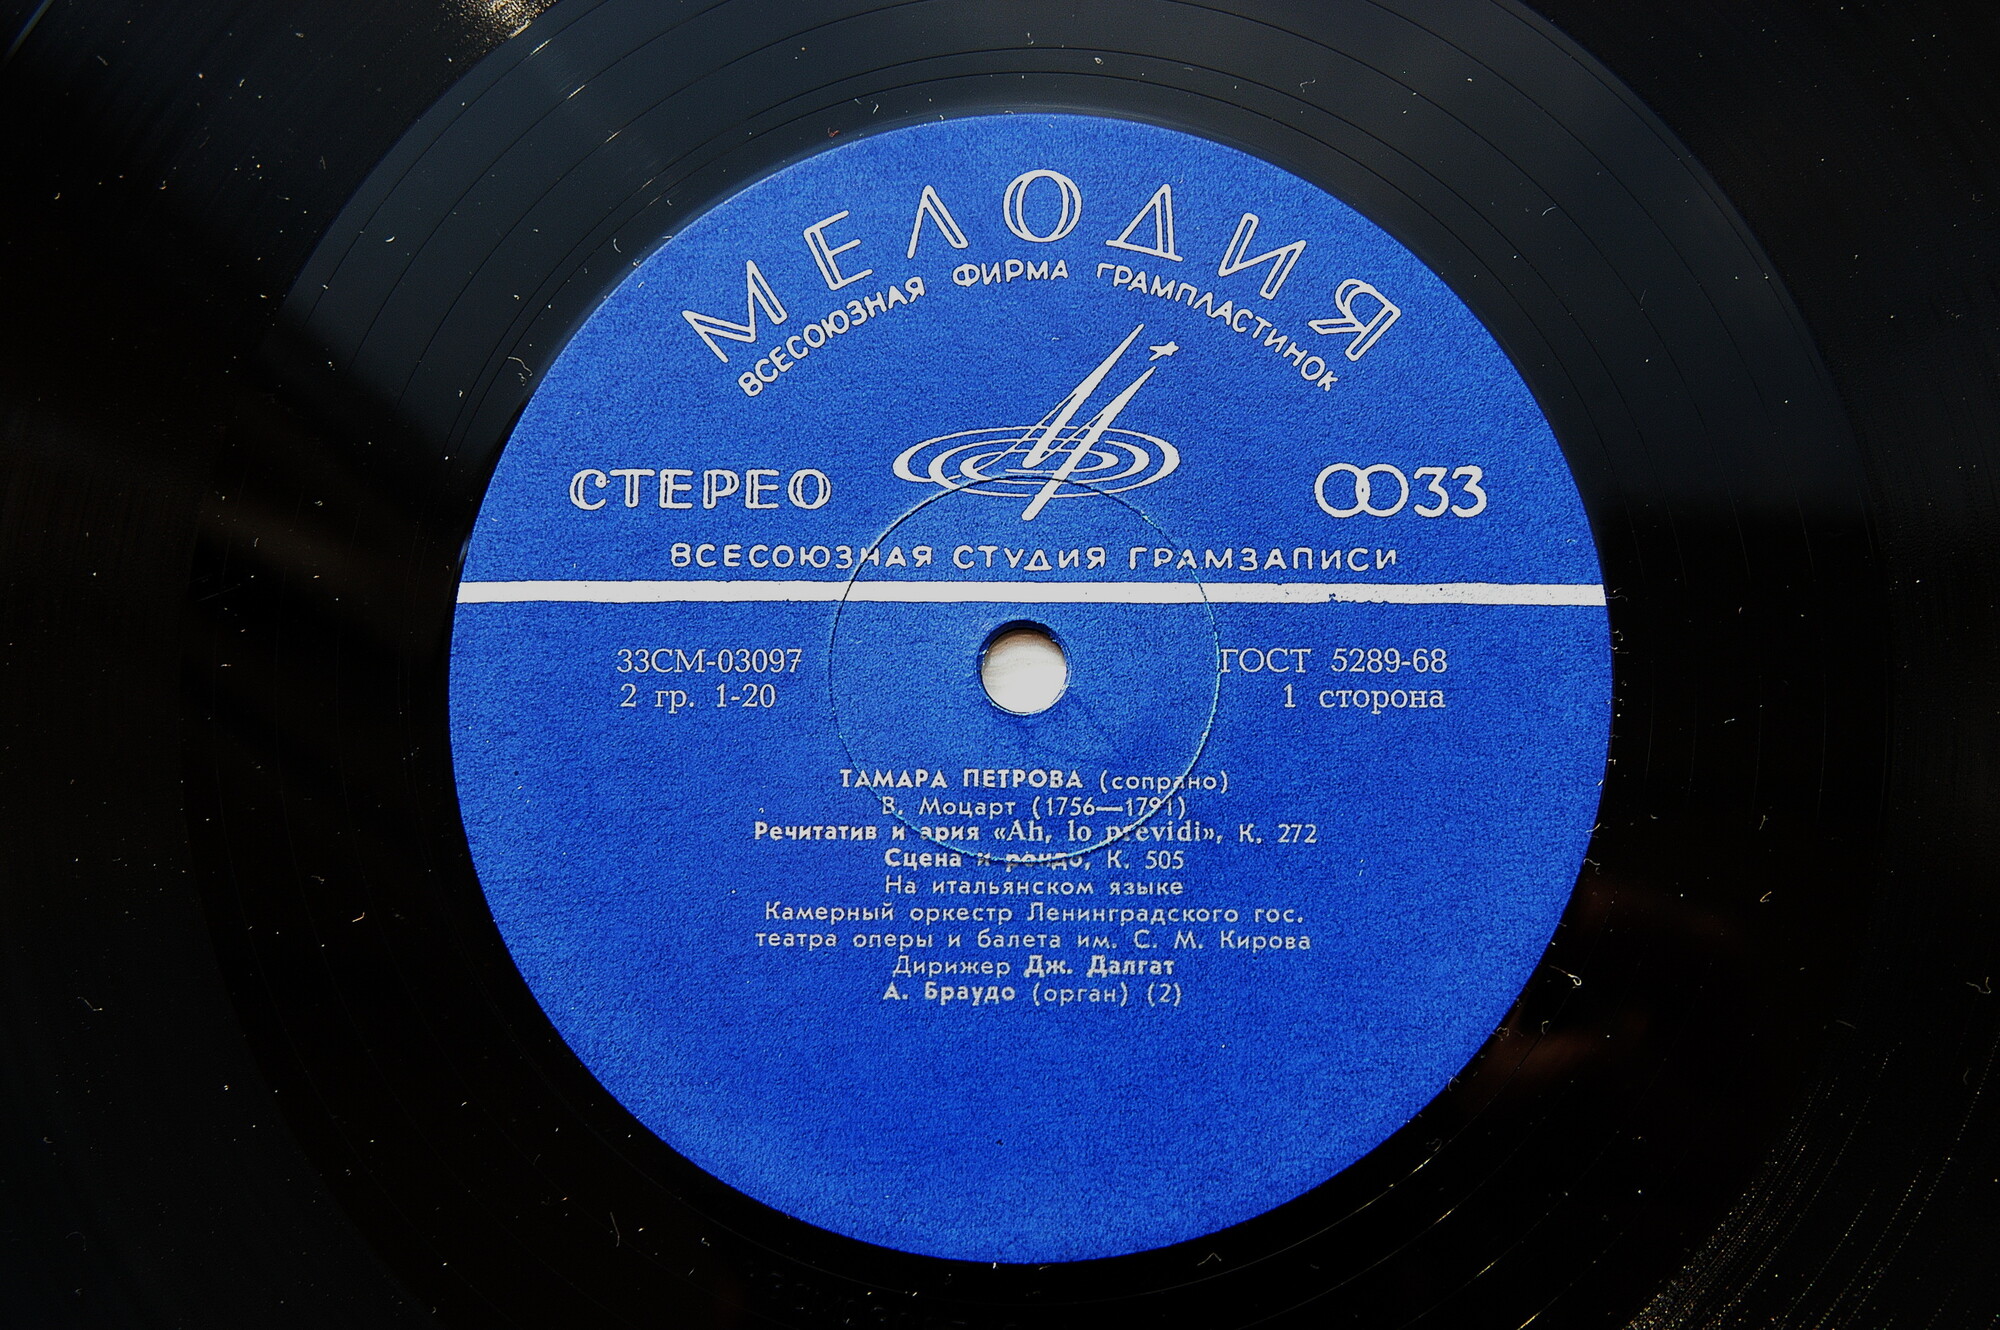 МЕЛОДИЯ
ВСЕСОЮЗНАЯ ФИРМА ГРАМПЛАСТИНОК
СТЕРЕО
33
ВСЕСОЮЗНАЯ СТУДИЯ ГРАМЗАПИСИ
33СМ-03097
2 гр. 1-20
ГОСТ 5289-68
1 сторона
ТАМАРА ПЕТРОВА (сопрано)
В. Моцарт (1756—1791)
Речитатив и ария «Ah, lo previdi», К. 272
Сцена и рондо, К. 505
На итальянском языке
Камерный оркестр Ленинградского гос.
театра оперы и балета им. С. М. Кирова
Дирижер Дж. Далгат
А. Браудо (орган) (2)